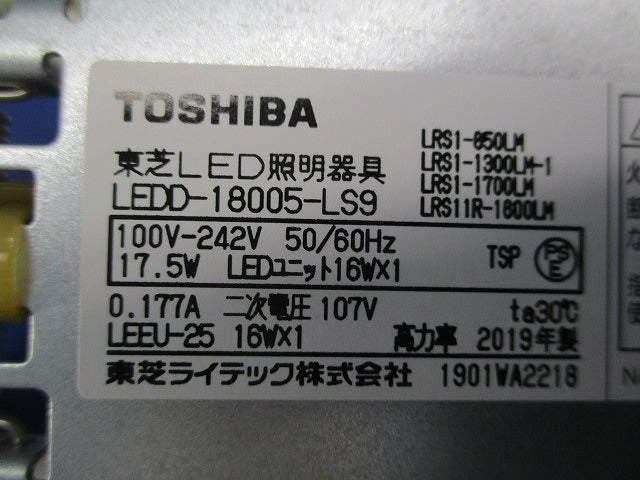 TOSHIBA
LRS1-650LM
LRS1-1300LM-1
LRS1-1700LM
LRS11R-1600LM
東芝LED照明器具
LEDD-18005-LS9
100V-242V 50/60Hz
17.5W LEDユニット16W×1
TSP PSE
0.177A 二次電圧 107V ta30℃
LEEU-25 16W×1 高力率 2019年製
東芝ライテック株式会社 1901WA2218